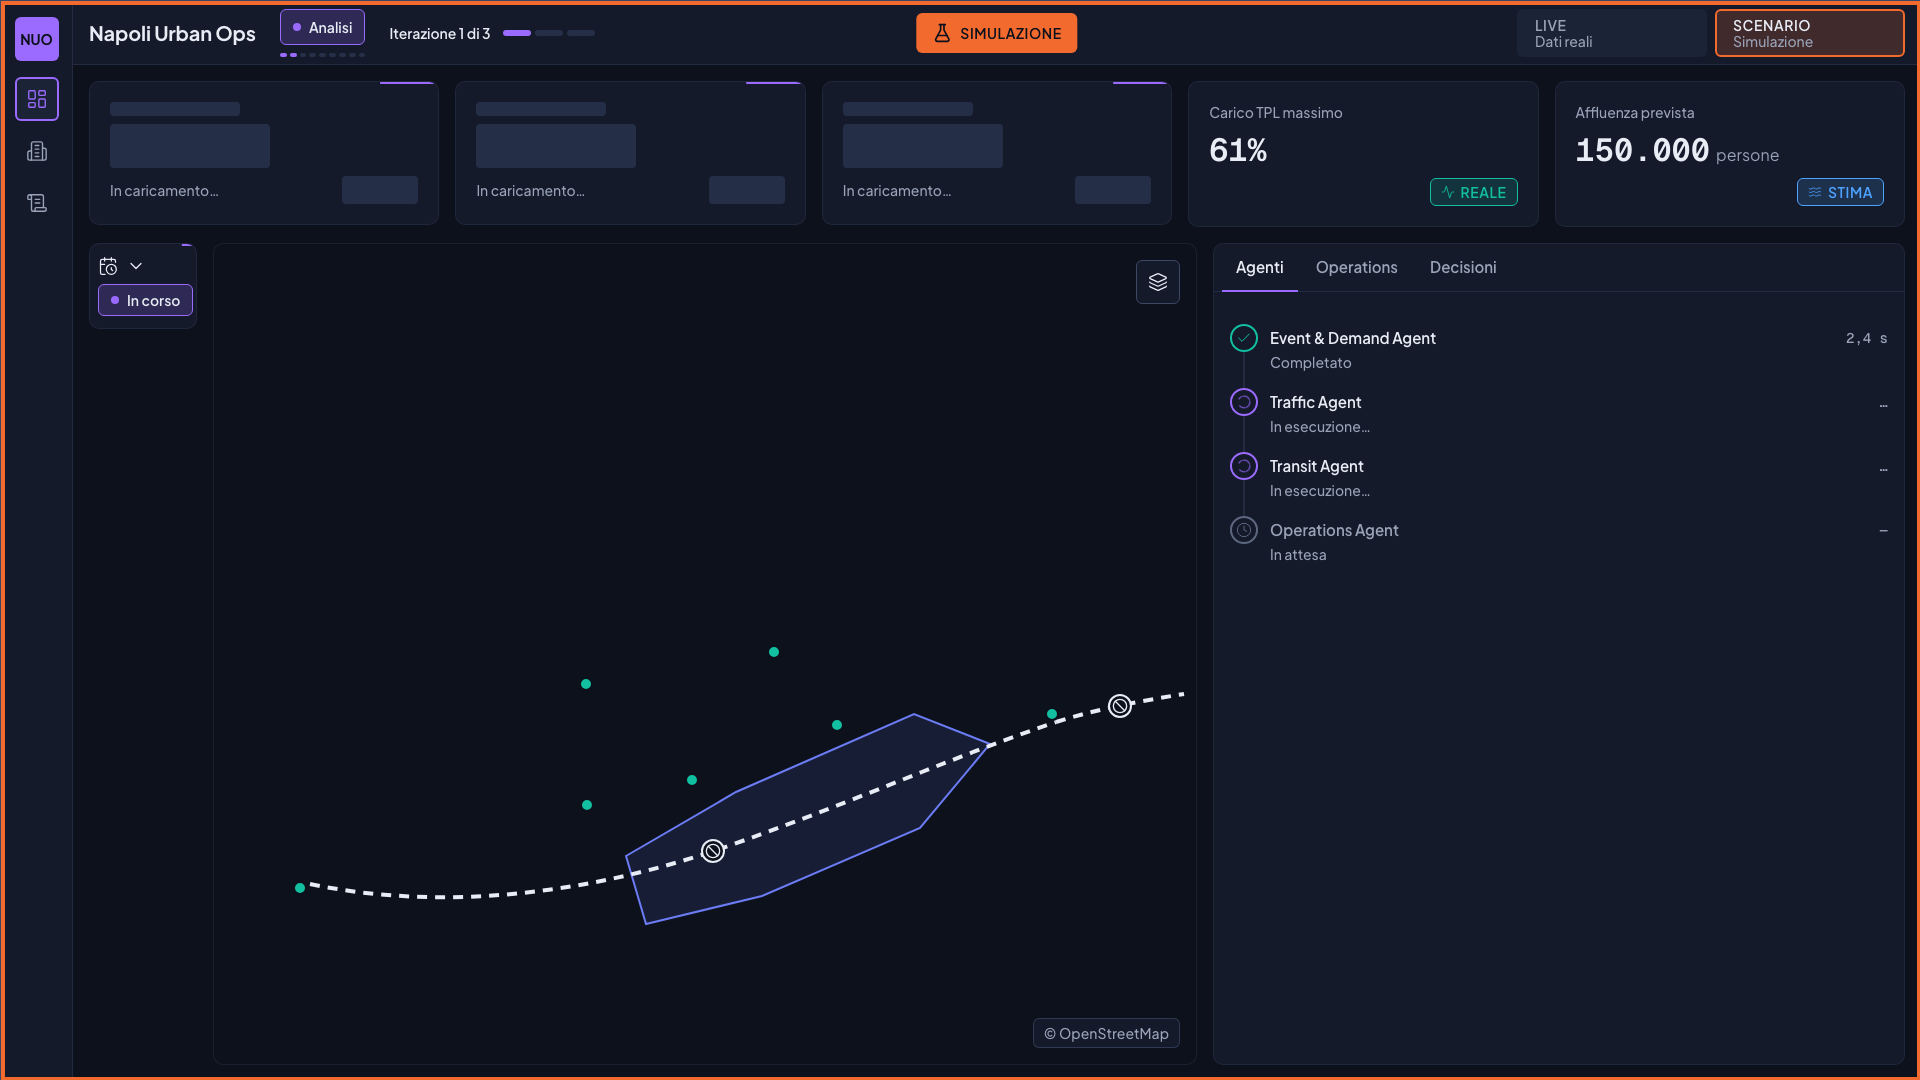 NUO
Napoli Urban Ops
Analisi
Iterazione 1 di 3
SIMULAZIONE
LIVE
Dati reali
SCENARIO
Simulazione
In caricamento…
In caricamento…
In caricamento…
Carico TPL massimo
61%
REALE
Affluenza prevista
150.000 persone
STIMA
In corso
© OpenStreetMap
Agenti
Operations
Decisioni
Event & Demand Agent
2,4 s
Completato
Traffic Agent
…
In esecuzione…
Transit Agent
…
In esecuzione…
Operations Agent
—
In attesa